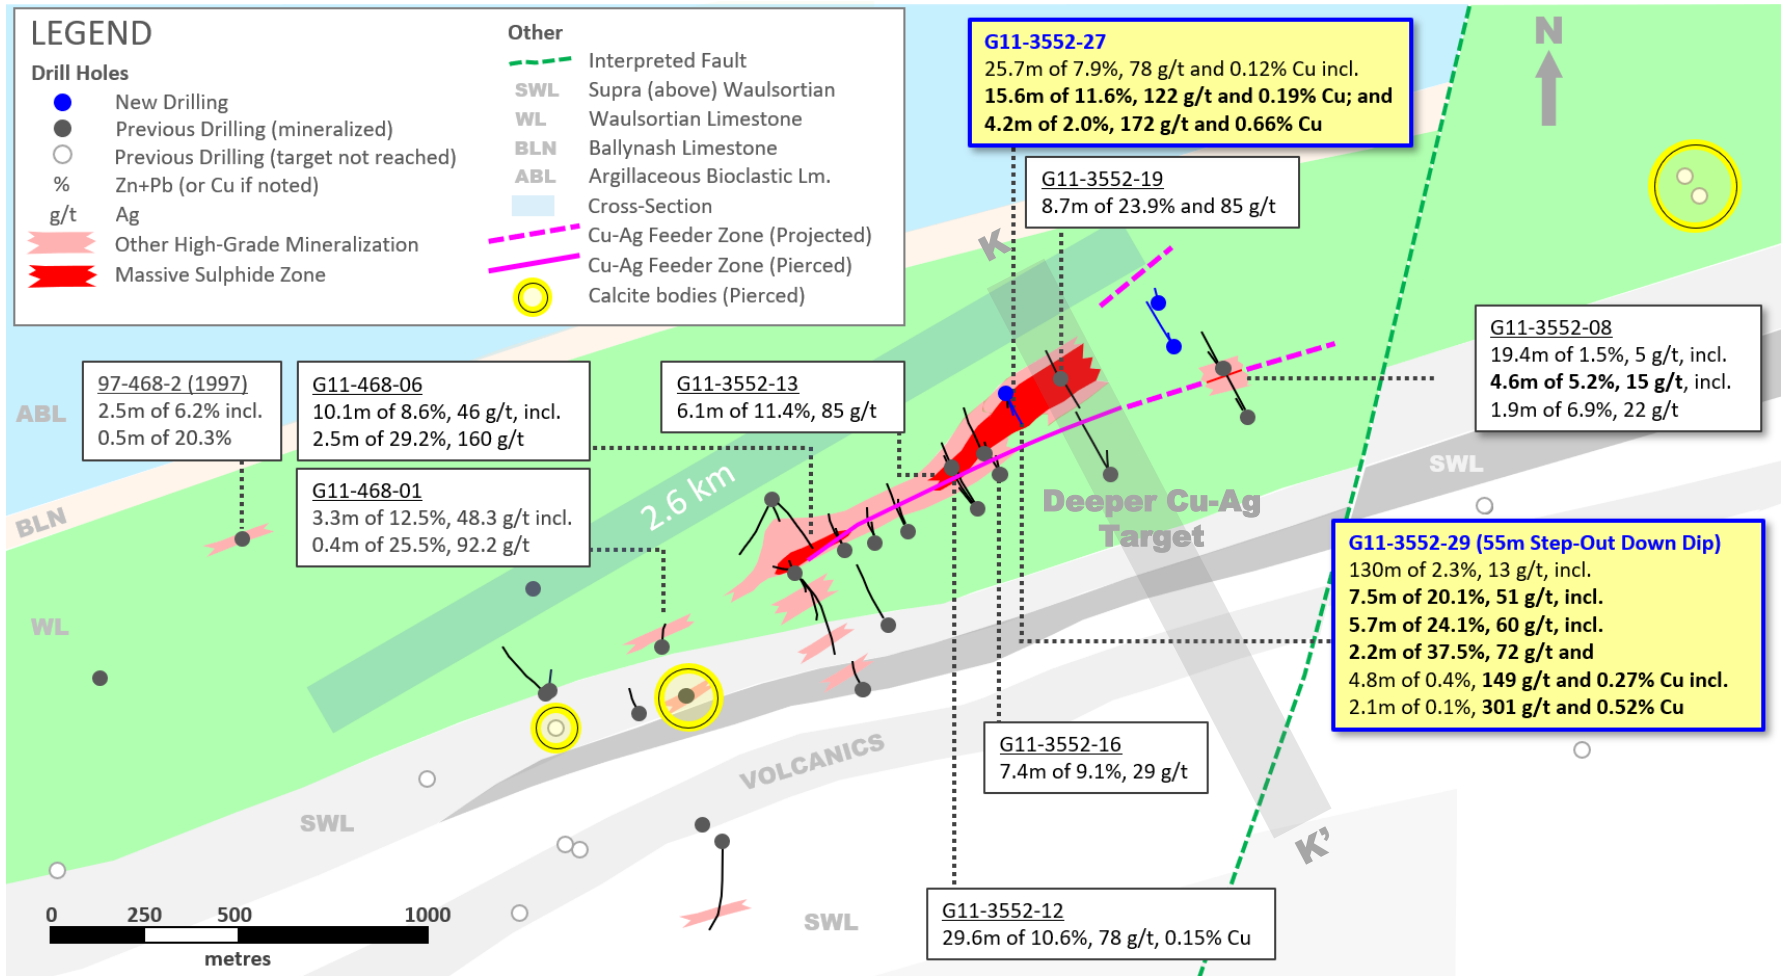 LEGEND
Drill Holes
New Drilling
Previous Drilling (mineralized)
Previous Drilling (target not reached)
% Zn+Pb (or Cu if noted)
g/t Ag
Other High-Grade Mineralization
Massive Sulphide Zone
Other
Interpreted Fault
SWL Supra (above) Waulsortian
WL Waulsortian Limestone
BLN Ballynash Limestone
ABL Argillaceous Bioclastic Lm.
Cross-Section
Cu-Ag Feeder Zone (Projected)
Cu-Ag Feeder Zone (Pierced)
Calcite bodies (Pierced)
G11-3552-27
25.7m of 7.9%, 78 g/t and 0.12% Cu incl.
15.6m of 11.6%, 122 g/t and 0.19% Cu; and
4.2m of 2.0%, 172 g/t and 0.66% Cu
N
G11-3552-19
8.7m of 23.9% and 85 g/t
K
G11-3552-08
19.4m of 1.5%, 5 g/t, incl.
4.6m of 5.2%, 15 g/t, incl.
1.9m of 6.9%, 22 g/t
97-468-2 (1997)
2.5m of 6.2% incl.
0.5m of 20.3%
G11-468-06
10.1m of 8.6%, 46 g/t, incl.
2.5m of 29.2%, 160 g/t
G11-3552-13
6.1m of 11.4%, 85 g/t
ABL
G11-468-01
3.3m of 12.5%, 48.3 g/t incl.
0.4m of 25.5%, 92.2 g/t
2.6 km
SWL
BLN
Deeper Cu-Ag
Target
G11-3552-29 (55m Step-Out Down Dip)
130m of 2.3%, 13 g/t, incl.
7.5m of 20.1%, 51 g/t, incl.
5.7m of 24.1%, 60 g/t, incl.
2.2m of 37.5%, 72 g/t and
4.8m of 0.4%, 149 g/t and 0.27% Cu incl.
2.1m of 0.1%, 301 g/t and 0.52% Cu
WL
G11-3552-16
7.4m of 9.1%, 29 g/t
VOLCANICS
SWL
K'
G11-3552-12
29.6m of 10.6%, 78 g/t, 0.15% Cu
SWL
0 250 500 1000
metres